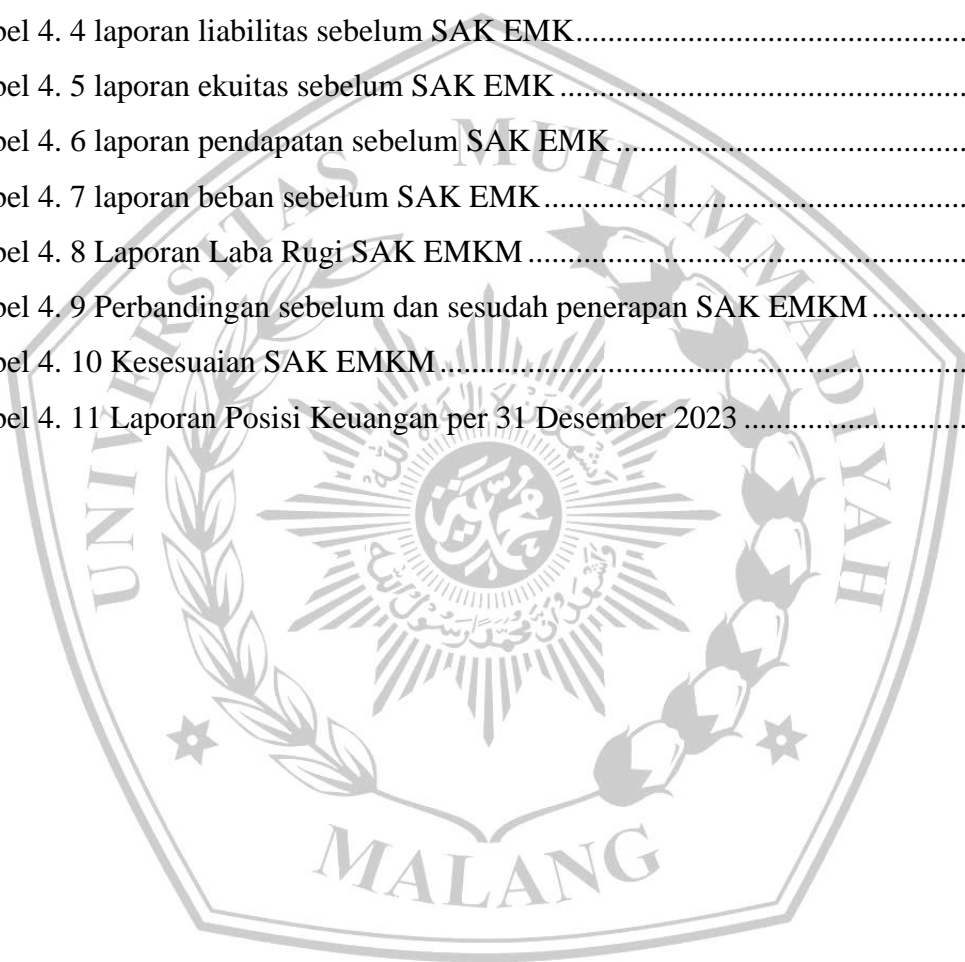 bel 4. 4 laporan liabilitas sebelum SAK EMK....................................................
bel 4. 5 laporan ekuitas sebelum SAK EMK ....................................................
bel 4. 6 laporan pendapatan sebelum SAK EMK .............................................
bel 4. 7 laporan beban sebelum SAK EMK ......................................................
bel 4. 8 Laporan Laba Rugi SAK EMKM ........................................................
bel 4. 9 Perbandingan sebelum dan sesudah penerapan SAK EMKM ............
bel 4. 10 Kesesuaian SAK EMKM ...................................................................
bel 4. 11 Laporan Posisi Keuangan per 31 Desember 2023 ...........................
UNIVERSITAS MUHAMMADIYAH
MALANG